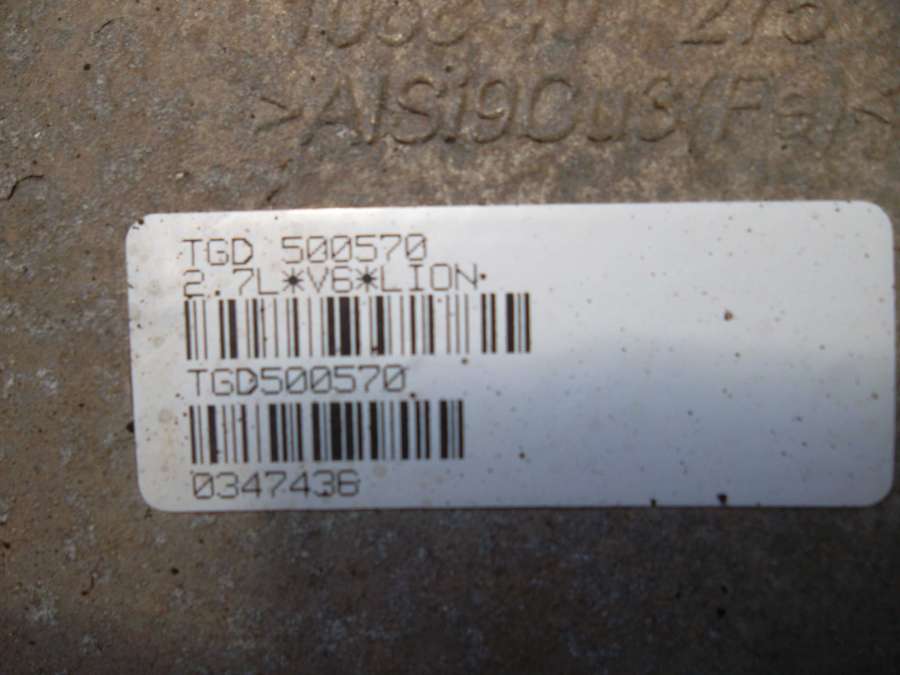 >AlSi9Cu3(Fe)<
TGD 500570
2.7L*V6*LION
TGD500570
0347436